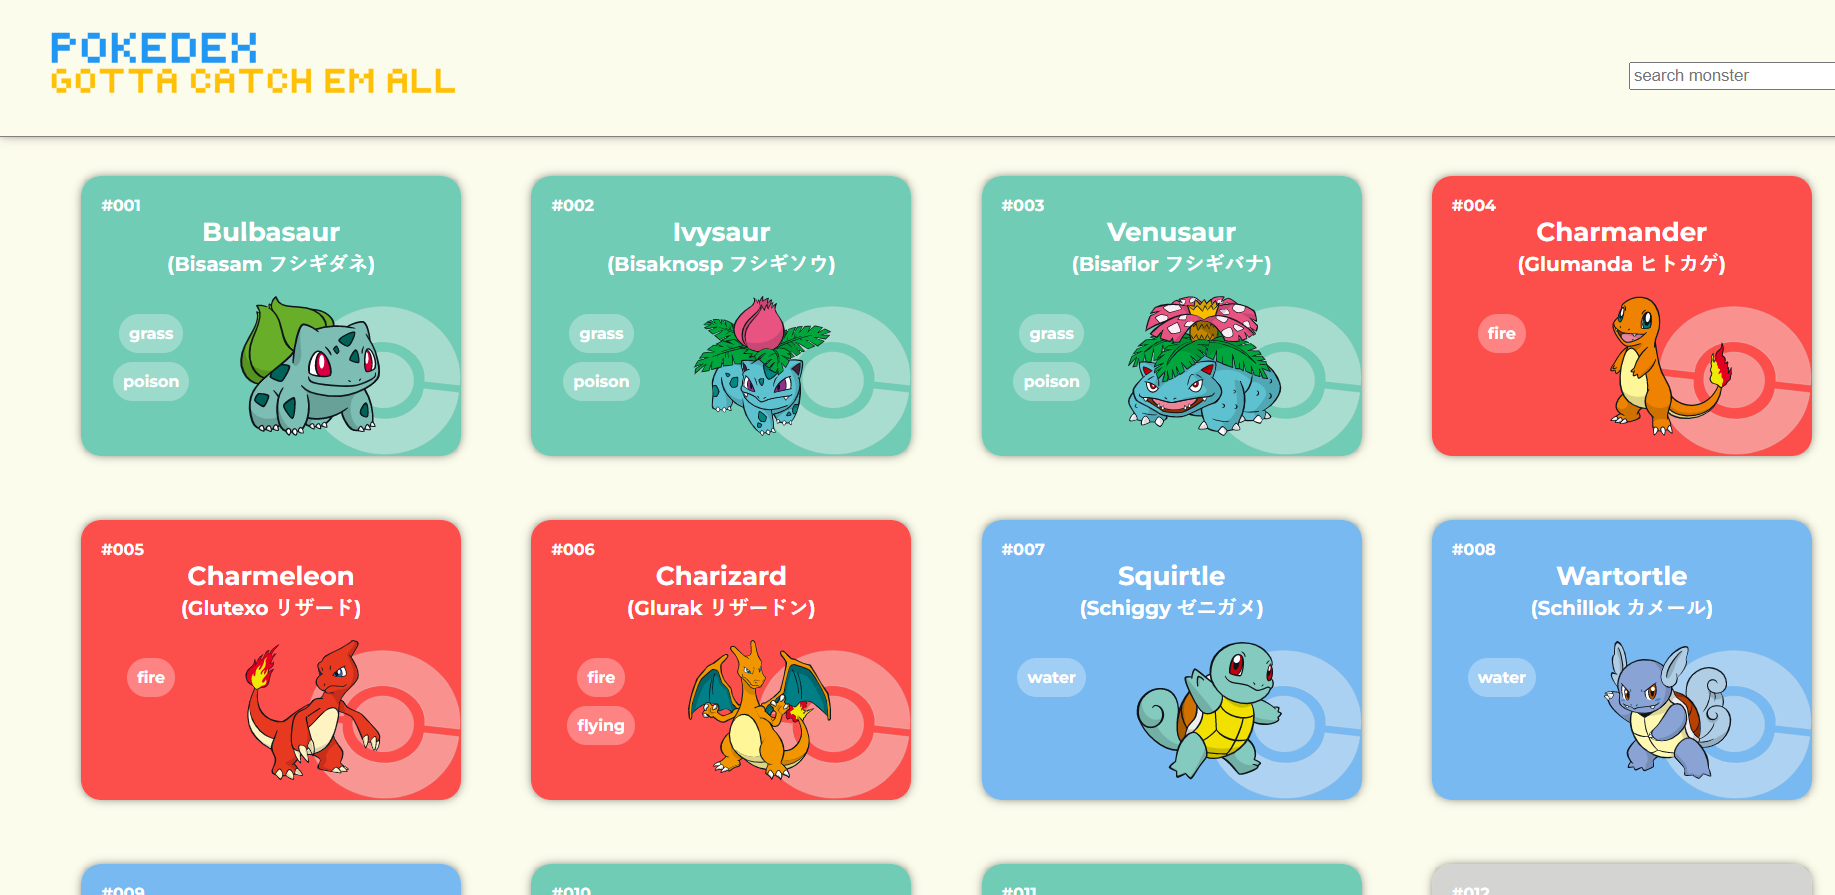 POKEDEX
GOTTA CATCH EM ALL
search monster
#001
Bulbasaur
(Bisasam フシギダネ)
grass
poison
#002
Ivysaur
(Bisaknosp フシギソウ)
grass
poison
#003
Venusaur
(Bisaflor フシギバナ)
grass
poison
#004
Charmander
(Glumanda ヒトカゲ)
fire
#005
Charmeleon
(Glutexo リザード)
fire
#006
Charizard
(Glurak リザードン)
fire
flying
#007
Squirtle
(Schiggy ゼニガメ)
water
#008
Wartortle
(Schillok カメール)
water
#009
#010
#011
#012